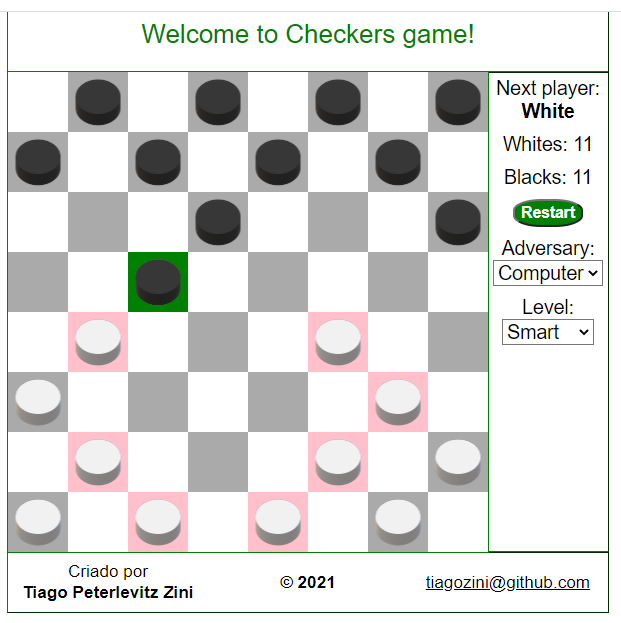 Welcome to Checkers game!
Next player:
White
Whites: 11
Blacks: 11
Restart
Adversary:
Computer
Level:
Smart
Criado por
Tiago Peterlevitz Zini
© 2021
tiagozini@github.com